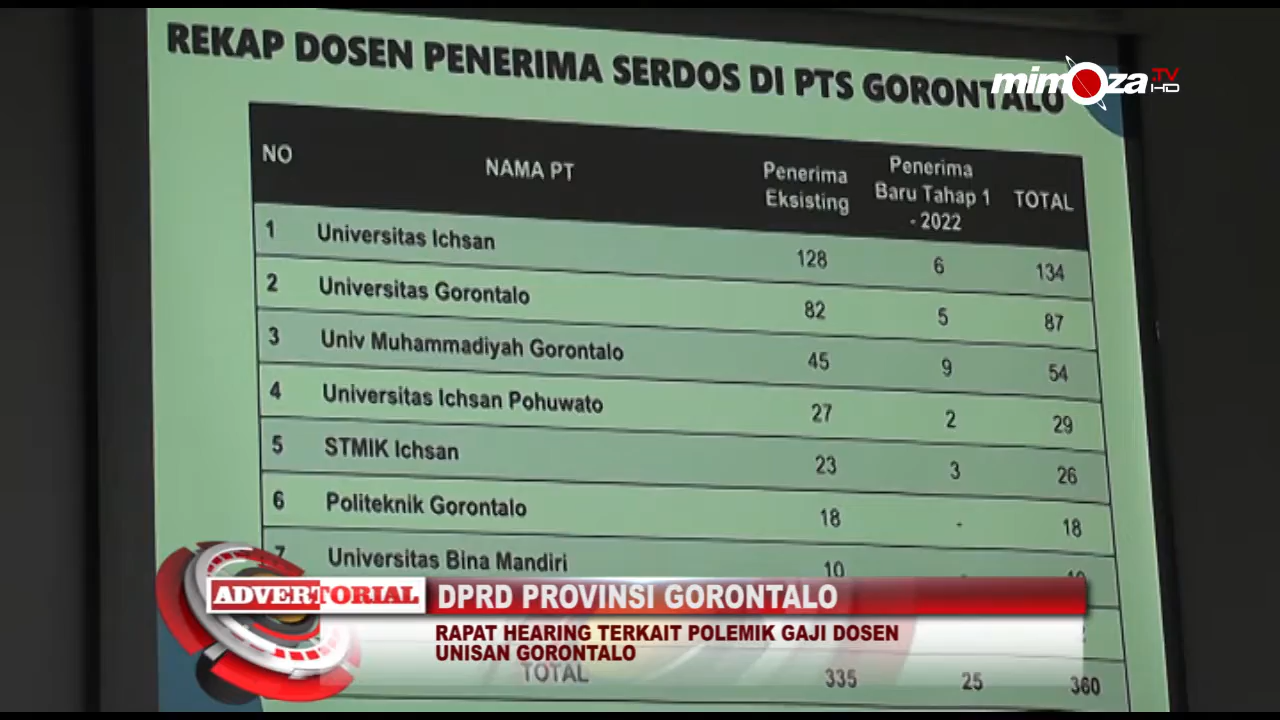 REKAP DOSEN PENERIMA SERDOS DI PTS GORONTALO
mimoza.TV HD
NO NAMA PT Penerima Eksisting Penerima Baru Tahap 1 - 2022 TOTAL
1 Universitas Ichsan 128 6 134
2 Universitas Gorontalo 82 5 87
3 Univ Muhammadiyah Gorontalo 45 9 54
4 Universitas Ichsan Pohuwato 27 2 29
5 STMIK Ichsan 23 3 26
6 Politeknik Gorontalo 18 - 18
7 Universitas Bina Mandiri 10 -
ADVERTORIAL DPRD PROVINSI GORONTALO
RAPAT HEARING TERKAIT POLEMIK GAJI DOSEN
UNISAN GORONTALO
TOTAL 335 25 360